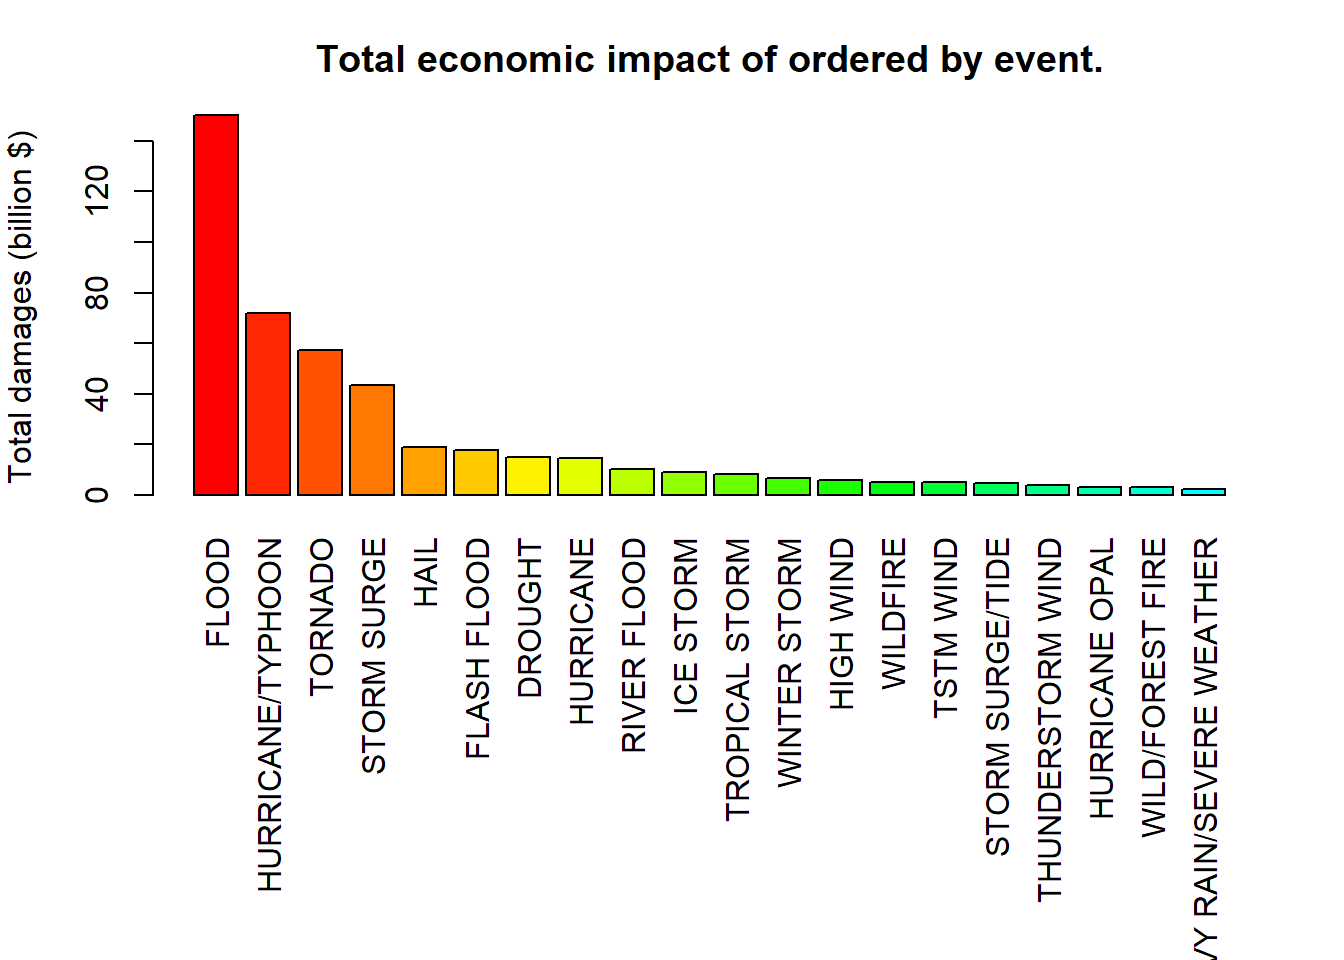 Total economic impact of ordered by event.
Total damages (billion $)
120
80
40
0
FLOOD
HURRICANE/TYPHOON
TORNADO
STORM SURGE
HAIL
FLASH FLOOD
DROUGHT
HURRICANE
RIVER FLOOD
ICE STORM
TROPICAL STORM
WINTER STORM
HIGH WIND
WILDFIRE
TSTM WIND
STORM SURGE/TIDE
THUNDERSTORM WIND
HURRICANE OPAL
WILD/FOREST FIRE
VY RAIN/SEVERE WEATHER